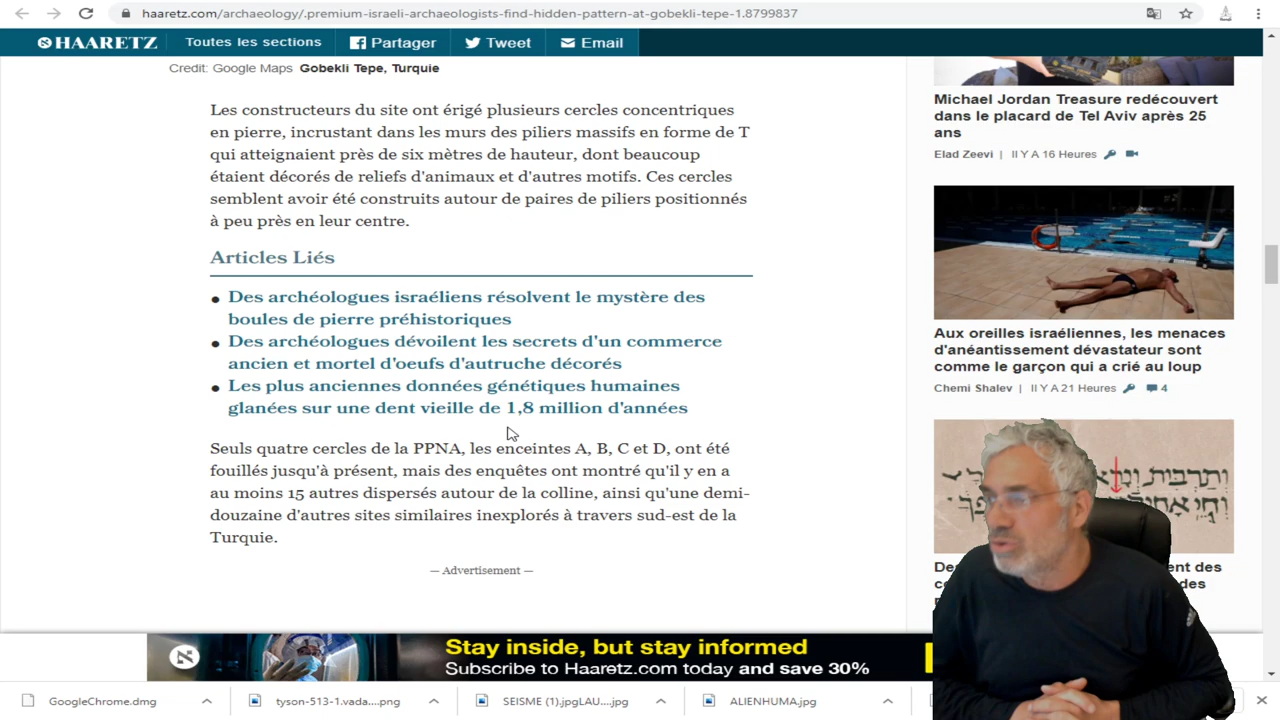 haaretz.com/archaeology/.premium-israeli-archaeologists-find-hidden-pattern-at-gobekli-tepe-1.8799837
HAARETZ
Toutes les sections
Partager
Tweet
Email
Credit: Google Maps Gobekli Tepe, Turquie
Les constructeurs du site ont érigé plusieurs cercles concentriques
en pierre, incrustant dans les murs des piliers massifs en forme de T
qui atteignaient près de six mètres de hauteur, dont beaucoup
étaient décorés de reliefs d'animaux et d'autres motifs. Ces cercles
semblent avoir été construits autour de paires de piliers positionnés
à peu près en leur centre.
Articles Liés
Des archéologues israéliens résolvent le mystère des
boules de pierre préhistoriques
Des archéologues dévoilent les secrets d'un commerce
ancien et mortel d'oeufs d'autruche décorés
Les plus anciennes données génétiques humaines
glanées sur une dent vieille de 1,8 million d'années
Seuls quatre cercles de la PPNA, les enceintes A, B, C et D, ont été
fouillés jusqu'à présent, mais des enquêtes ont montré qu'il y en a
au moins 15 autres dispersés autour de la colline, ainsi qu'une demi-
douzaine d'autres sites similaires inexplorés à travers sud-est de la
Turquie.
— Advertisement —
Michael Jordan Treasure redécouvert
dans le placard de Tel Aviv après 25
ans
Elad Zeevi | IL Y A 16 Heures
Aux oreilles israéliennes, les menaces
d'anéantissement dévastateur sont
comme le garçon qui a crié au loup
Chemi Shalev | IL Y A 21 Heures 4
Stay inside, but stay informed
Subscribe to Haaretz.com today and save 30%
GoogleChrome.dmg
tyson-513-1.vada....png
SEISME (1).jpgLAU....jpg
ALIENHUMA.jpg